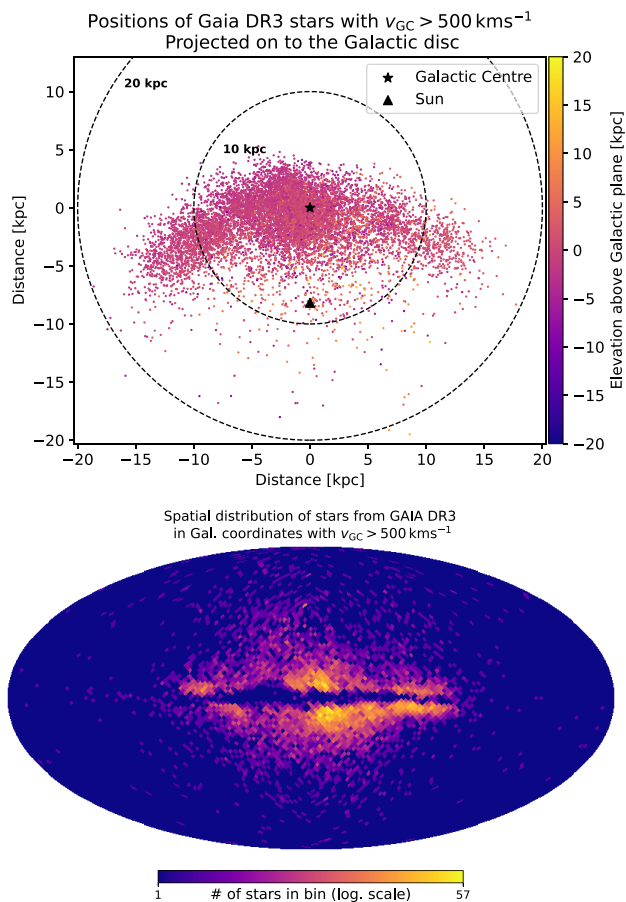 Positions of Gaia DR3 stars with v_GC > 500 kms⁻¹
Projected on to the Galactic disc
20 kpc
10 kpc
Galactic Centre
Sun
10
5
0
−5
−10
−15
−20
Distance [kpc]
−20 −15 −10 −5 0 5 10 15 20
Distance [kpc]
20
15
10
5
0
−5
−10
−15
−20
Elevation above Galactic plane [kpc]
Spatial distribution of stars from GAIA DR3
in Gal. coordinates with v_GC > 500 kms⁻¹
1 # of stars in bin (log. scale) 57